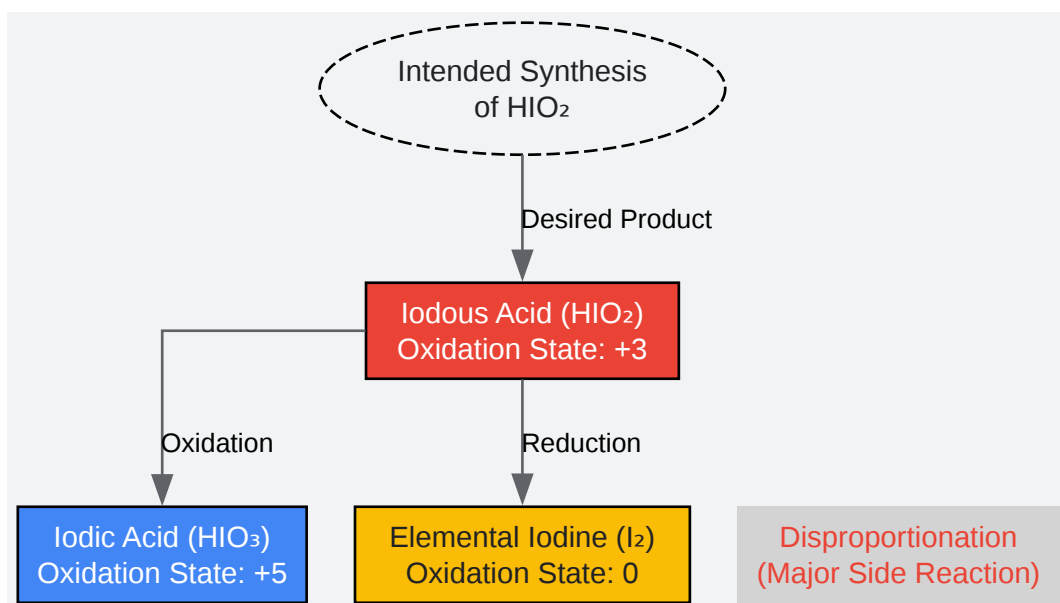 Intended Synthesis
of HIO₂
Desired Product
Iodous Acid (HIO₂)
Oxidation State: +3
Oxidation
Reduction
Iodic Acid (HIO₃)
Oxidation State: +5
Elemental Iodine (I₂)
Oxidation State: 0
Disproportionation
(Major Side Reaction)